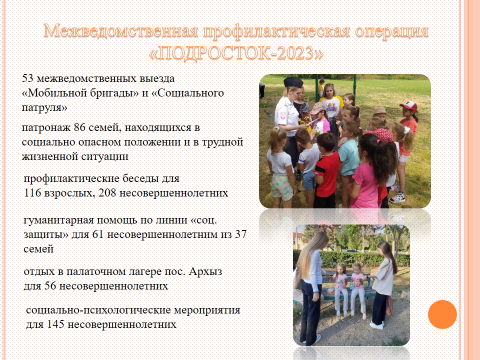 Межведомственная профилактическая операция
«ПОДРОСТОК-2023»
53 межведомственных выезда
«Мобильной бригады» и «Социального
патруля»
патронаж 86 семей, находящихся в
социально опасном положении и в трудной
жизненной ситуации
профилактические беседы для
116 взрослых, 208 несовершеннолетних
гуманитарная помощь по линии «соц.
защиты» для 61 несовершеннолетним из 37
семей
отдых в палаточном лагере пос. Архыз
для 56 несовершеннолетних
социально-психологические мероприятия
для 145 несовершеннолетних